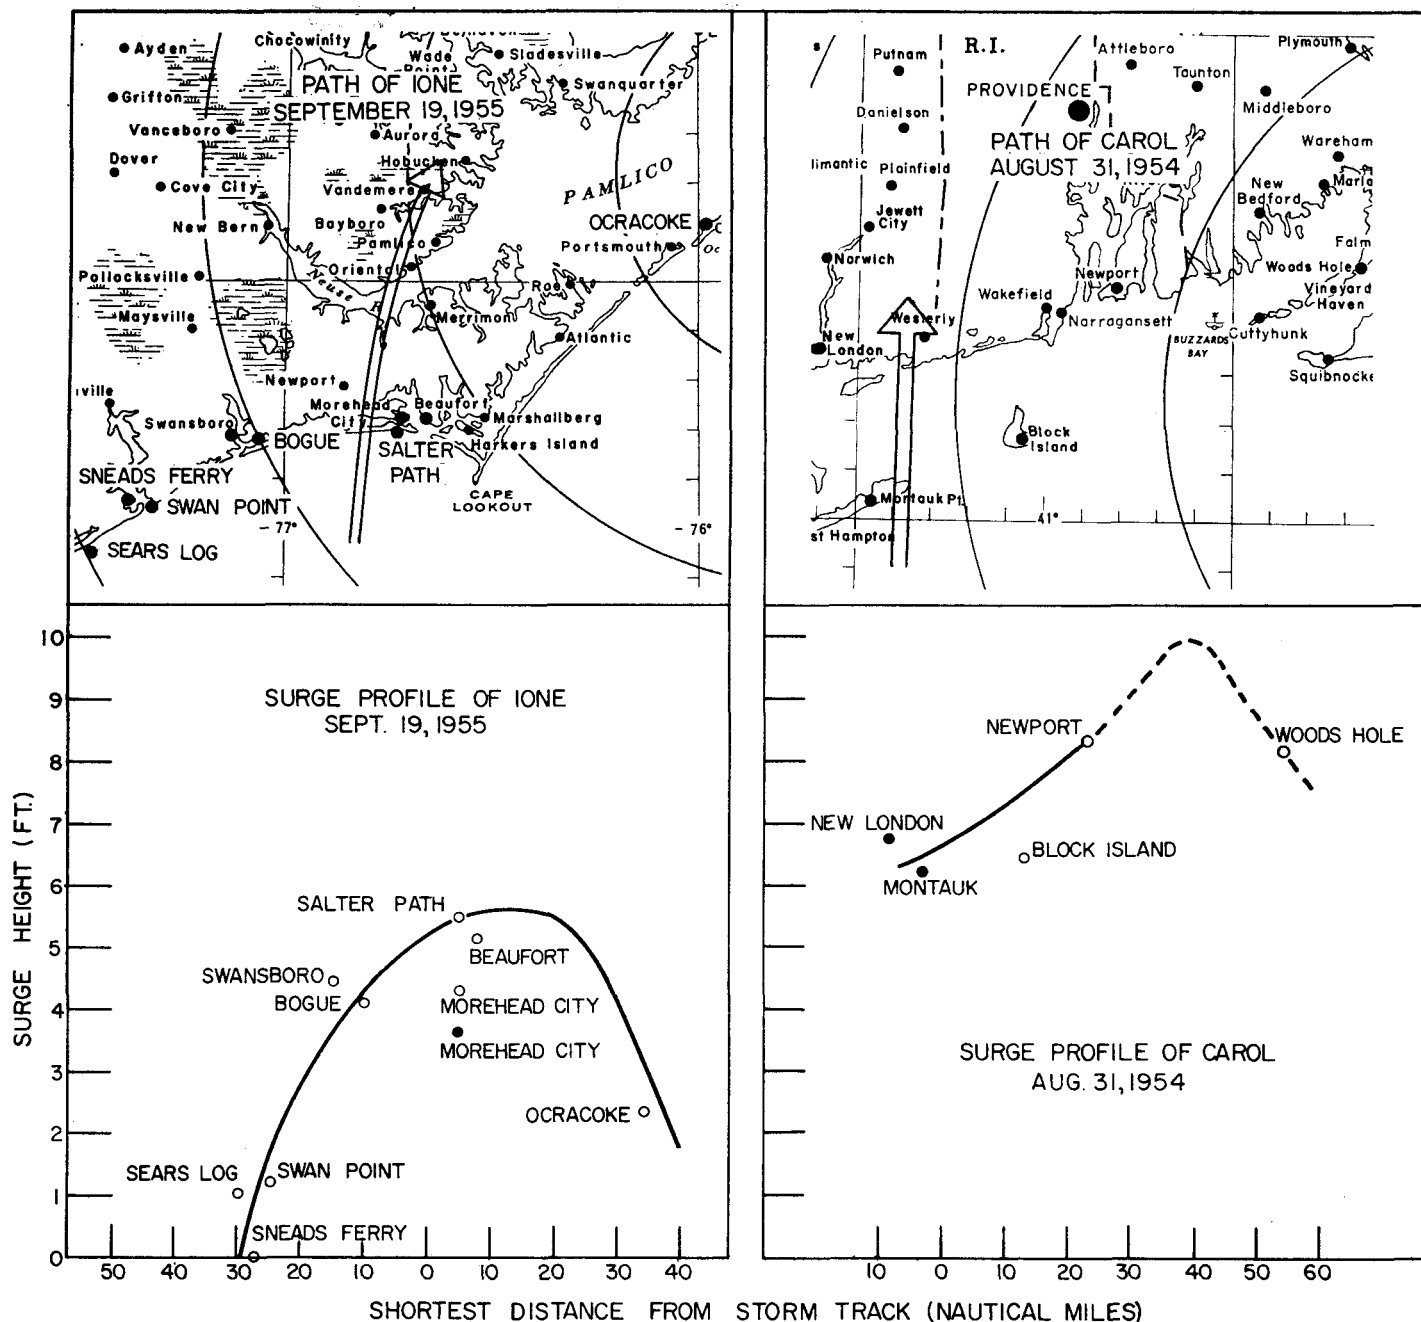 Ayden
Chocowinity
Wade
Point
Sladesville
Grifton
PATH OF IONE
SEPTEMBER 19, 1955
Swanquarter
Vanceboro
Aurora
Dover
Hobucken
Cove City
Vandemere
PAMLICO
New Bern
Bayboro
OCRACOKE
Pamlico
Portsmouth
Oriental
Pollocksville
Neuse
Roe
Maysville
Merrimon
Atlantic
Newport
Morehead
City
Beaufort
Marshallberg
Swansboro
BOGUE
Harkers Island
SALTER
PATH
SNEADS FERRY
SWAN POINT
CAPE
LOOKOUT
- 77°
- 76°
SEARS LOG
Putnam
R.I.
Attleboro
Plymouth
Taunton
PROVIDENCE
Middleboro
Danielson
PATH OF CAROL
AUGUST 31, 1954
Wareham
limantic
Plainfield
New
Bedford
Maria
Jewett
City
Falm
Norwich
Newport
Woods Hole
Wakefield
Vineyard
Haven
Westerly
Narragansett
BUZZARDS
BAY
Cuttyhunk
New
London
Squibnocke
Block
Island
Montauk Pt.
41°
st Hampton
10
9
8
7
6
5
4
3
2
1
0
SURGE HEIGHT (FT.)
SURGE PROFILE OF IONE
SEPT. 19, 1955
SALTER PATH
BEAUFORT
SWANSBORO
BOGUE
MOREHEAD CITY
MOREHEAD CITY
OCRACOKE
SEARS LOG
SWAN POINT
SNEADS FERRY
50 40 30 20 10 0 10 20 30 40
NEWPORT
WOODS HOLE
NEW LONDON
BLOCK ISLAND
MONTAUK
SURGE PROFILE OF CAROL
AUG. 31, 1954
10 0 10 20 30 40 50 60
SHORTEST DISTANCE FROM STORM TRACK (NAUTICAL MILES)